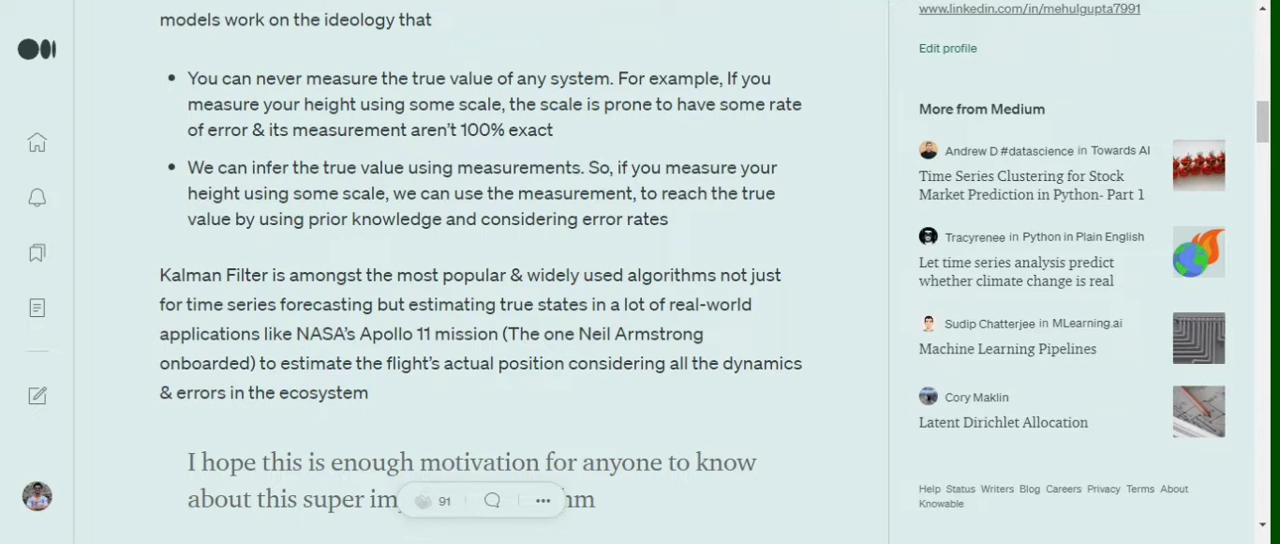 models work on the ideology that
You can never measure the true value of any system. For example, If you
measure your height using some scale, the scale is prone to have some rate
of error & its measurement aren't 100% exact
We can infer the true value using measurements. So, if you measure your
height using some scale, we can use the measurement, to reach the true
value by using prior knowledge and considering error rates
Kalman Filter is amongst the most popular & widely used algorithms not just
for time series forecasting but estimating true states in a lot of real-world
applications like NASA's Apollo 11 mission (The one Neil Armstrong
onboarded) to estimate the flight's actual position considering all the dynamics
& errors in the ecosystem
I hope this is enough motivation for anyone to know
about this super
91
www.linkedin.com/in/mehulgupta7991
Edit profile
More from Medium
Andrew D #datascience in Towards AI
Time Series Clustering for Stock
Market Prediction in Python- Part 1
Tracyrenee in Python in Plain English
Let time series analysis predict
whether climate change is real
Sudip Chatterjee in MLearning.ai
Machine Learning Pipelines
Cory Maklin
Latent Dirichlet Allocation
Help Status Writers Blog Careers Privacy Terms About
Knowable